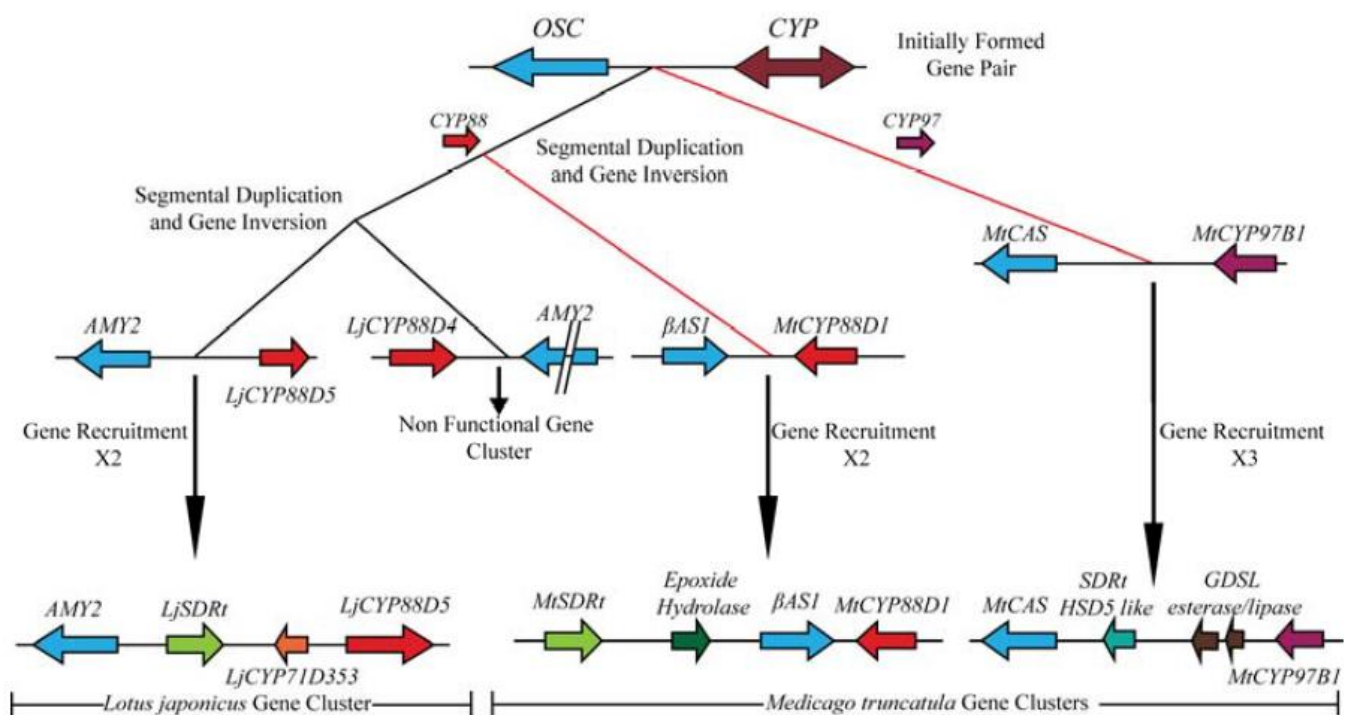 OSC
CYP
Initially Formed
Gene Pair
CYP88
CYP97
Segmental Duplication
and Gene Inversion
Segmental Duplication
and Gene Inversion
MtCAS
MtCYP97B1
AMY2
LjCYP88D5
LjCYP88D4
AMY2
βAS1
MtCYP88D1
Gene Recruitment
X2
Non Functional Gene
Cluster
Gene Recruitment
X2
Gene Recruitment
X3
AMY2
LjSDRt
LjCYP71D353
LjCYP88D5
MtSDRt
Epoxide
Hydrolase
βAS1
MtCYP88D1
MtCAS
SDRt
HSD5 like
GDSL
esterase/lipase
MtCYP97B1
Lotus japonicus Gene Cluster
Medicago truncatula Gene Clusters